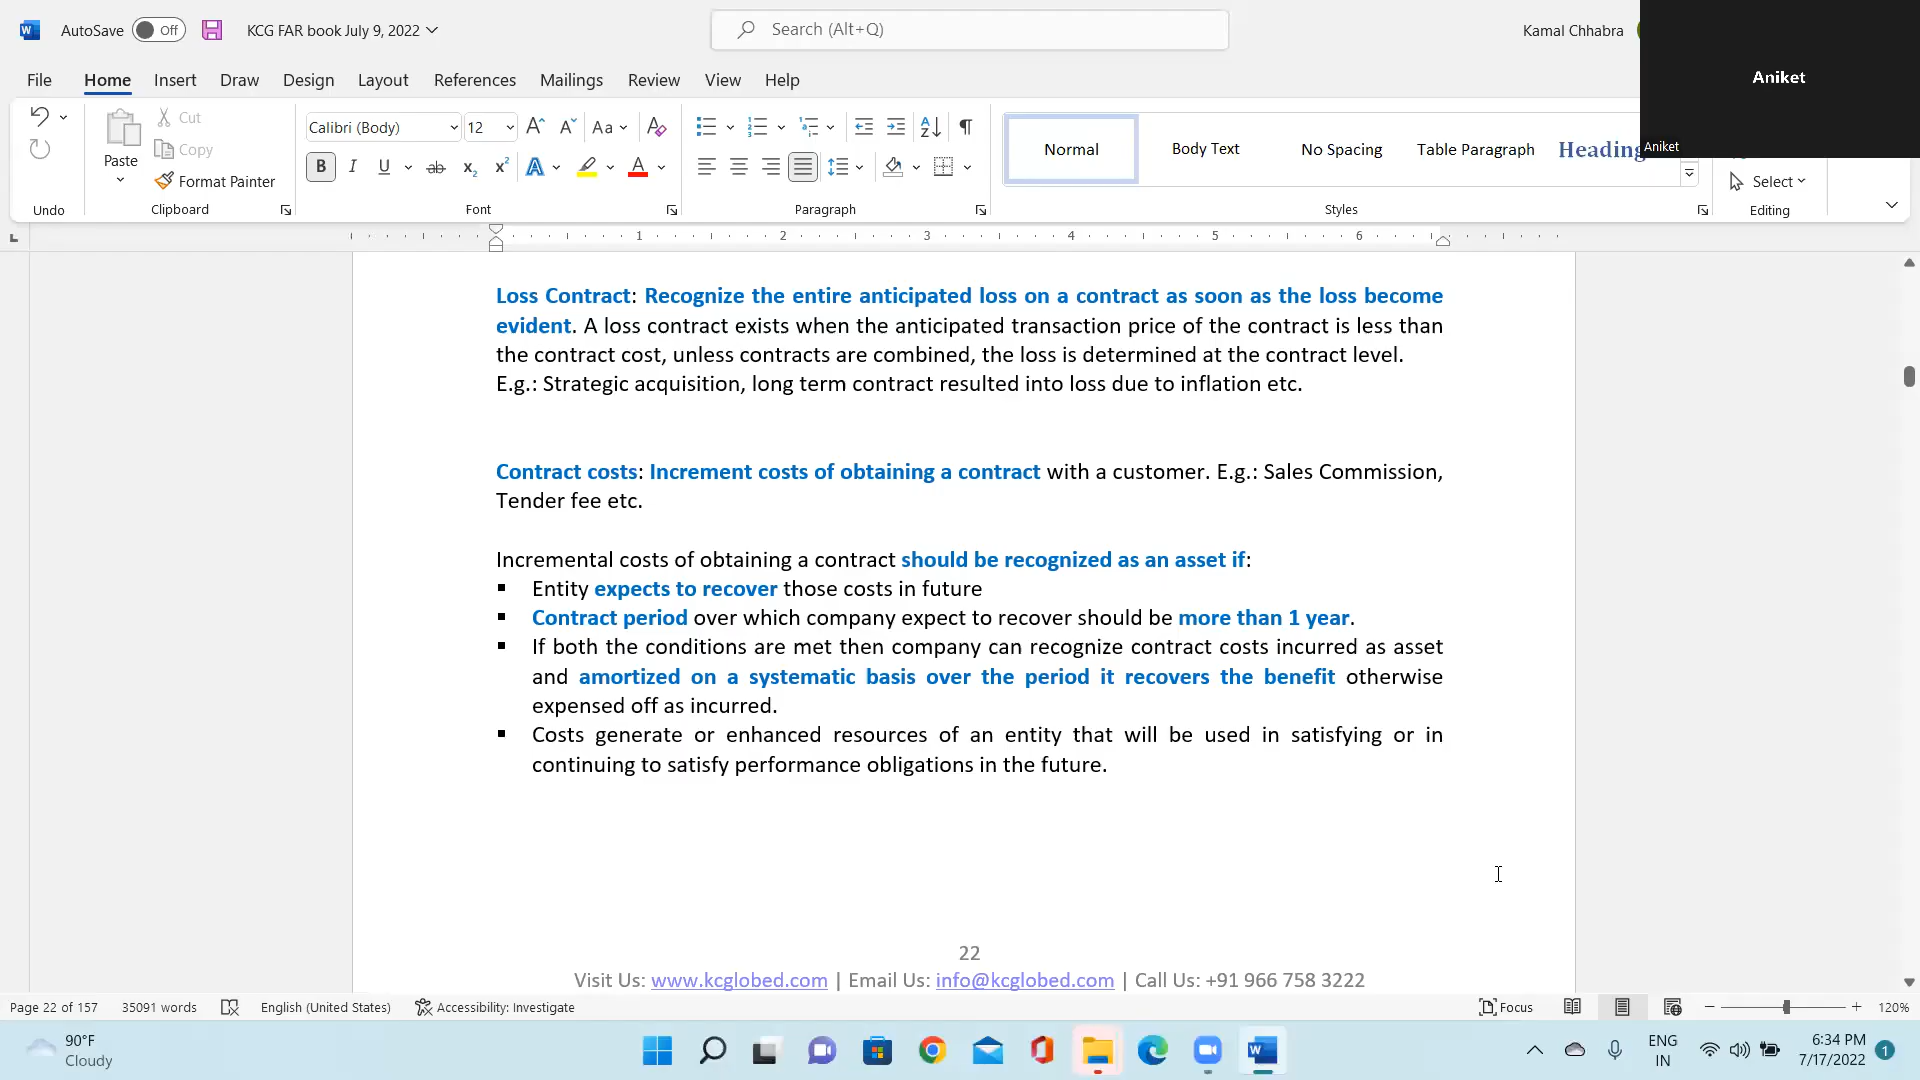 AutoSave Off KCG FAR book July 9, 2022 Search (Alt+Q) Kamal Chhabra
Aniket
File Home Insert Draw Design Layout References Mailings Review View Help
Paste Cut
Copy
Format Painter
Calibri (Body) 12
Normal Body Text No Spacing Table Paragraph Heading Aniket
Select
Undo Clipboard Font Paragraph Styles Editing
1 2 3 4 5 6
Loss Contract: Recognize the entire anticipated loss on a contract as soon as the loss become
evident. A loss contract exists when the anticipated transaction price of the contract is less than
the contract cost, unless contracts are combined, the loss is determined at the contract level.
E.g.: Strategic acquisition, long term contract resulted into loss due to inflation etc.
Contract costs: Increment costs of obtaining a contract with a customer. E.g.: Sales Commission,
Tender fee etc.
Incremental costs of obtaining a contract should be recognized as an asset if:
▪ Entity expects to recover those costs in future
▪ Contract period over which company expect to recover should be more than 1 year.
▪ If both the conditions are met then company can recognize contract costs incurred as asset
and amortized on a systematic basis over the period it recovers the benefit otherwise
expensed off as incurred.
▪ Costs generate or enhanced resources of an entity that will be used in satisfying or in
continuing to satisfy performance obligations in the future.
22
Visit Us: www.kcglobed.com | Email Us: info@kcglobed.com | Call Us: +91 966 758 3222
Page 22 of 157 35091 words English (United States) Accessibility: Investigate Focus 120%
90°F
Cloudy
ENG
IN
6:34 PM
7/17/2022
1